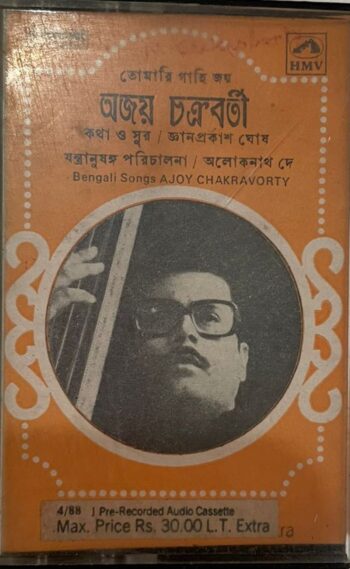 HMV
তোমারি গাহি জয়
অজয় চক্রবর্তী
কথা ও সুর / জ্ঞানপ্রকাশ ঘোষ
যন্ত্রানুষঙ্গ পরিচালনা / অলোকনাথ দে
Bengali Songs AJOY CHAKRAVORTY
4/88 Pre-Recorded Audio Cassette
Max. Price Rs. 30.00 L.T. Extra